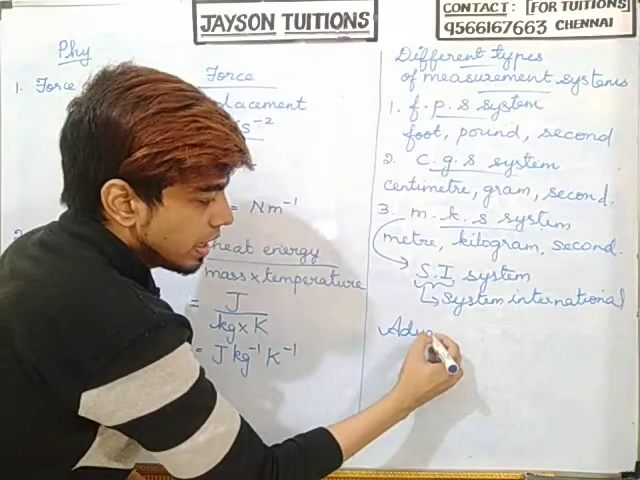 JAYSON TUITIONS
CONTACT: [FOR TUITIONS]
9566167663 CHENNAI
Phy
1. Force
Force
lacement
s⁻²
= Nm⁻¹
heat energy
mass x temperature
= J
kg x K
= J kg⁻¹ K⁻¹
Different types
of measurement systems
1. f.p.s system
foot, pound, second
2. c.g.s system
centimetre, gram, second.
3. m.k.s system
metre, kilogram, second.
S.I system
↳ System international
Adva